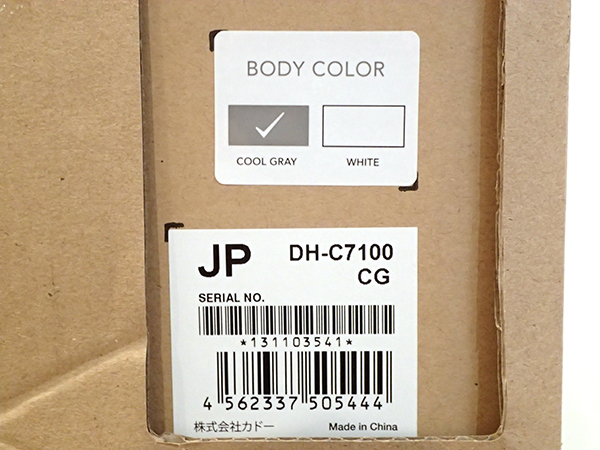 BODY COLOR
COOL GRAY WHITE
JP DH-C7100
CG
SERIAL NO.
*131103541*
4 562337 505444
株式会社カドー Made in China